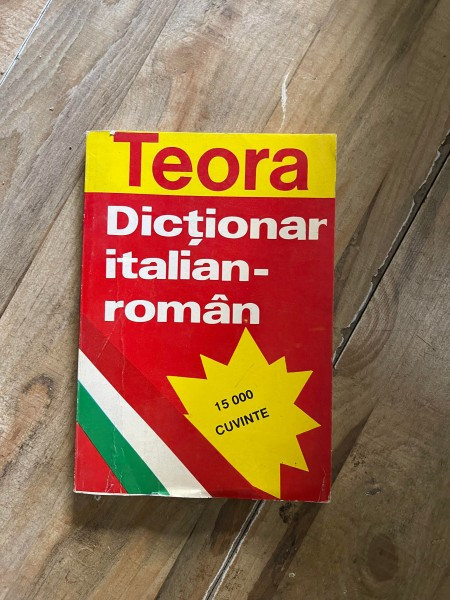 Teora
Dicționar
italian-
român
15 000
CUVINTE